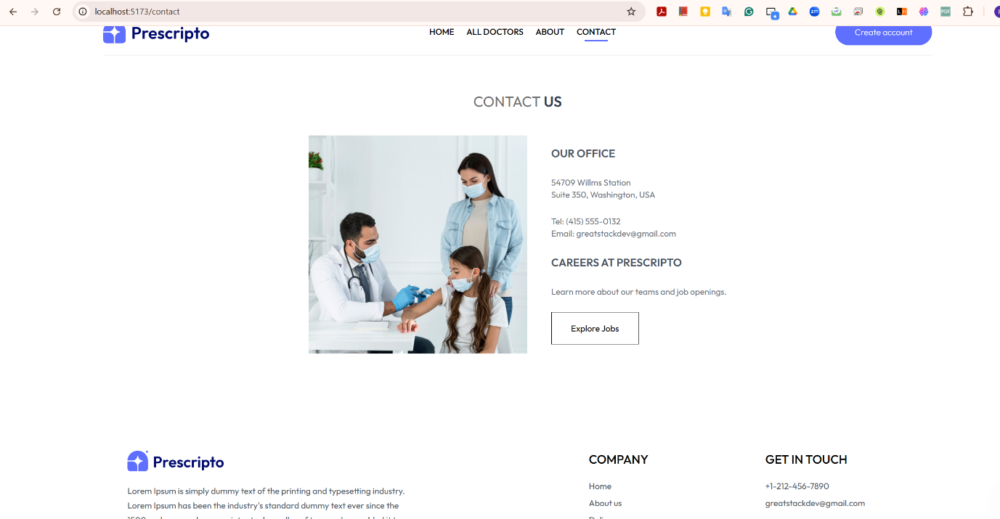 localhost:5173/contact
Prescripto
HOME ALL DOCTORS ABOUT CONTACT
Create account
CONTACT US
OUR OFFICE
54709 Willms Station
Suite 350, Washington, USA
Tel: (415) 555-0132
Email: greatstackdev@gmail.com
CAREERS AT PRESCRIPTO
Learn more about our teams and job openings.
Explore Jobs
Prescripto
Lorem Ipsum is simply dummy text of the printing and typesetting industry.
Lorem Ipsum has been the industry's standard dummy text ever since the
COMPANY
Home
About us
GET IN TOUCH
+1-212-456-7890
greatstackdev@gmail.com